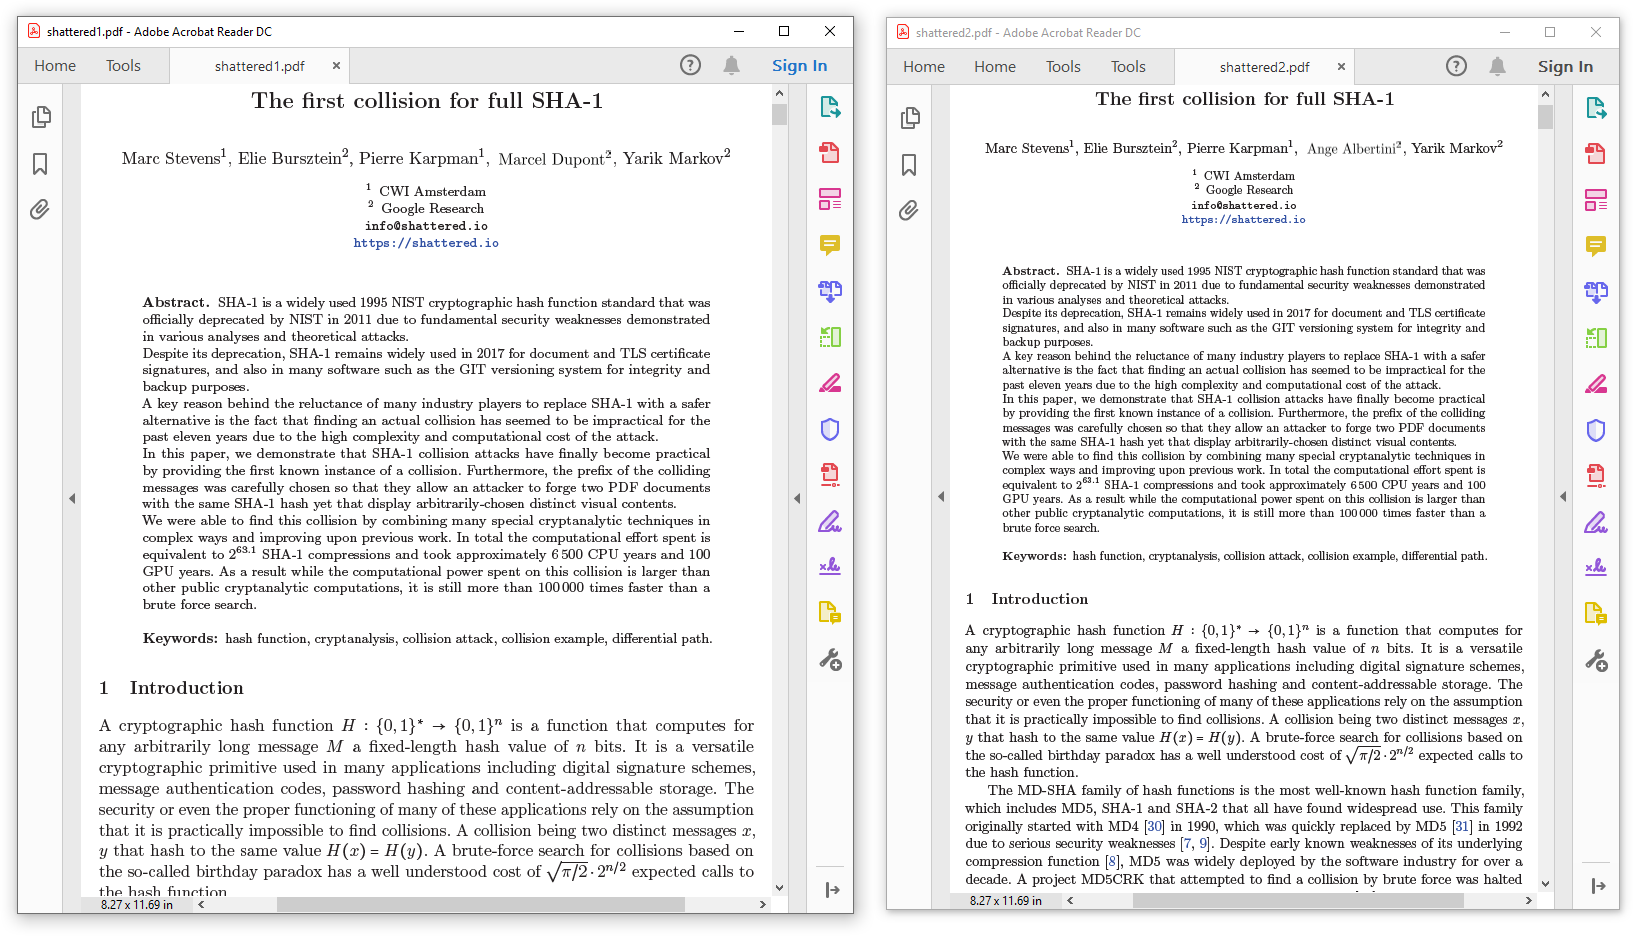 shattered1.pdf - Adobe Acrobat Reader DC
Home Tools shattered1.pdf × ? Sign In
The first collision for full SHA-1
Marc Stevens¹, Elie Bursztein², Pierre Karpman¹, Marcel Dupont², Yarik Markov²
¹ CWI Amsterdam
² Google Research
info@shattered.io
https://shattered.io
Abstract. SHA-1 is a widely used 1995 NIST cryptographic hash function standard that was
officially deprecated by NIST in 2011 due to fundamental security weaknesses demonstrated
in various analyses and theoretical attacks.
Despite its deprecation, SHA-1 remains widely used in 2017 for document and TLS certificate
signatures, and also in many software such as the GIT versioning system for integrity and
backup purposes.
A key reason behind the reluctance of many industry players to replace SHA-1 with a safer
alternative is the fact that finding an actual collision has seemed to be impractical for the
past eleven years due to the high complexity and computational cost of the attack.
In this paper, we demonstrate that SHA-1 collision attacks have finally become practical
by providing the first known instance of a collision. Furthermore, the prefix of the colliding
messages was carefully chosen so that they allow an attacker to forge two PDF documents
with the same SHA-1 hash yet that display arbitrarily-chosen distinct visual contents.
We were able to find this collision by combining many special cryptanalytic techniques in
complex ways and improving upon previous work. In total the computational effort spent is
equivalent to 2^63.1 SHA-1 compressions and took approximately 6 500 CPU years and 100
GPU years. As a result while the computational power spent on this collision is larger than
other public cryptanalytic computations, it is still more than 100 000 times faster than a
brute force search.
Keywords: hash function, cryptanalysis, collision attack, collision example, differential path.
1 Introduction
A cryptographic hash function H : {0, 1}* → {0, 1}ⁿ is a function that computes for
any arbitrarily long message M a fixed-length hash value of n bits. It is a versatile
cryptographic primitive used in many applications including digital signature schemes,
message authentication codes, password hashing and content-addressable storage. The
security or even the proper functioning of many of these applications rely on the assumption
that it is practically impossible to find collisions. A collision being two distinct messages x,
y that hash to the same value H(x) = H(y). A brute-force search for collisions based on
the so-called birthday paradox has a well understood cost of √π/2 · 2^n/2 expected calls to
the hash function.
8.27 x 11.69 in
shattered2.pdf - Adobe Acrobat Reader DC
Home Home Tools Tools shattered2.pdf × ? Sign In
The first collision for full SHA-1
Marc Stevens¹, Elie Bursztein², Pierre Karpman¹, Ange Albertini², Yarik Markov²
¹ CWI Amsterdam
² Google Research
info@shattered.io
https://shattered.io
Abstract. SHA-1 is a widely used 1995 NIST cryptographic hash function standard that was
officially deprecated by NIST in 2011 due to fundamental security weaknesses demonstrated
in various analyses and theoretical attacks.
Despite its deprecation, SHA-1 remains widely used in 2017 for document and TLS certificate
signatures, and also in many software such as the GIT versioning system for integrity and
backup purposes.
A key reason behind the reluctance of many industry players to replace SHA-1 with a safer
alternative is the fact that finding an actual collision has seemed to be impractical for the
past eleven years due to the high complexity and computational cost of the attack.
In this paper, we demonstrate that SHA-1 collision attacks have finally become practical
by providing the first known instance of a collision. Furthermore, the prefix of the colliding
messages was carefully chosen so that they allow an attacker to forge two PDF documents
with the same SHA-1 hash yet that display arbitrarily-chosen distinct visual contents.
We were able to find this collision by combining many special cryptanalytic techniques in
complex ways and improving upon previous work. In total the computational effort spent is
equivalent to 2^63.1 SHA-1 compressions and took approximately 6 500 CPU years and 100
GPU years. As a result while the computational power spent on this collision is larger than
other public cryptanalytic computations, it is still more than 100 000 times faster than a
brute force search.
Keywords: hash function, cryptanalysis, collision attack, collision example, differential path.
1 Introduction
A cryptographic hash function H : {0, 1}* → {0, 1}ⁿ is a function that computes for
any arbitrarily long message M a fixed-length hash value of n bits. It is a versatile
cryptographic primitive used in many applications including digital signature schemes,
message authentication codes, password hashing and content-addressable storage. The
security or even the proper functioning of many of these applications rely on the assumption
that it is practically impossible to find collisions. A collision being two distinct messages x,
y that hash to the same value H(x) = H(y). A brute-force search for collisions based on
the so-called birthday paradox has a well understood cost of √π/2 · 2^n/2 expected calls to
the hash function.
The MD-SHA family of hash functions is the most well-known hash function family,
which includes MD5, SHA-1 and SHA-2 that all have found widespread use. This family
originally started with MD4 [30] in 1990, which was quickly replaced by MD5 [31] in 1992
due to serious security weaknesses [7, 9]. Despite early known weaknesses of its underlying
compression function [8], MD5 was widely deployed by the software industry for over a
decade. A project MD5CRK that attempted to find a collision by brute force was halted
8.27 x 11.69 in